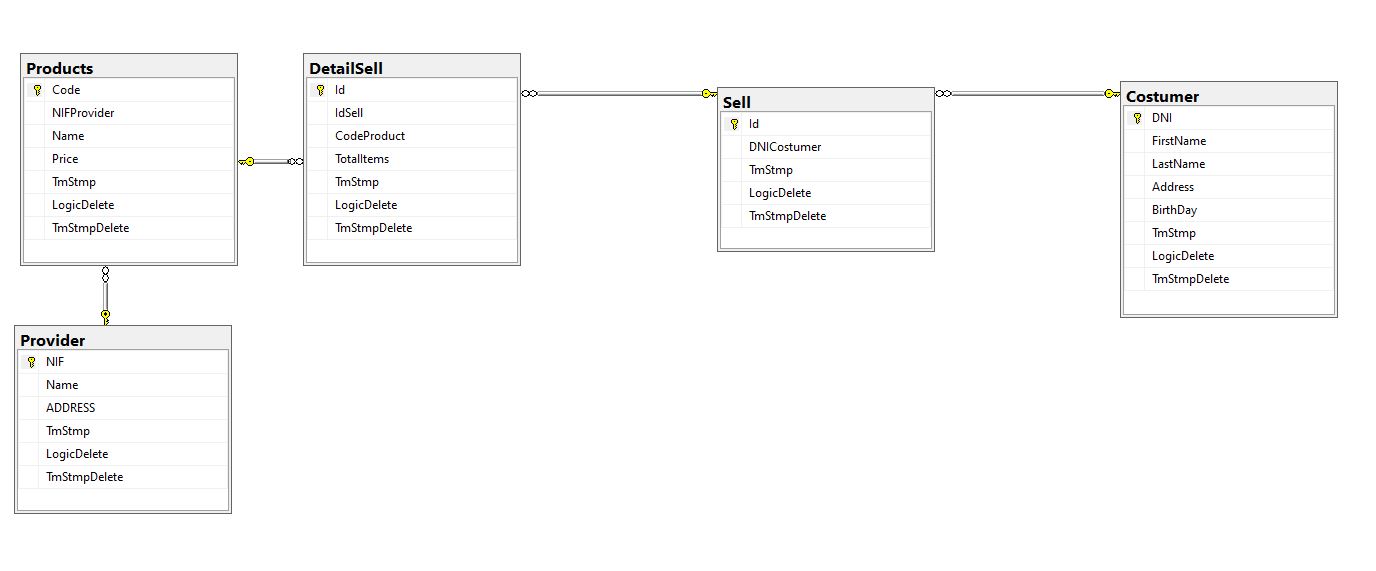 Products
Code
NIFProvider
Name
Price
TmStmp
LogicDelete
TmStmpDelete
DetailSell
Id
IdSell
CodeProduct
TotalItems
TmStmp
LogicDelete
TmStmpDelete
Sell
Id
DNICostumer
TmStmp
LogicDelete
TmStmpDelete
Costumer
DNI
FirstName
LastName
Address
BirthDay
TmStmp
LogicDelete
TmStmpDelete
Provider
NIF
Name
ADDRESS
TmStmp
LogicDelete
TmStmpDelete